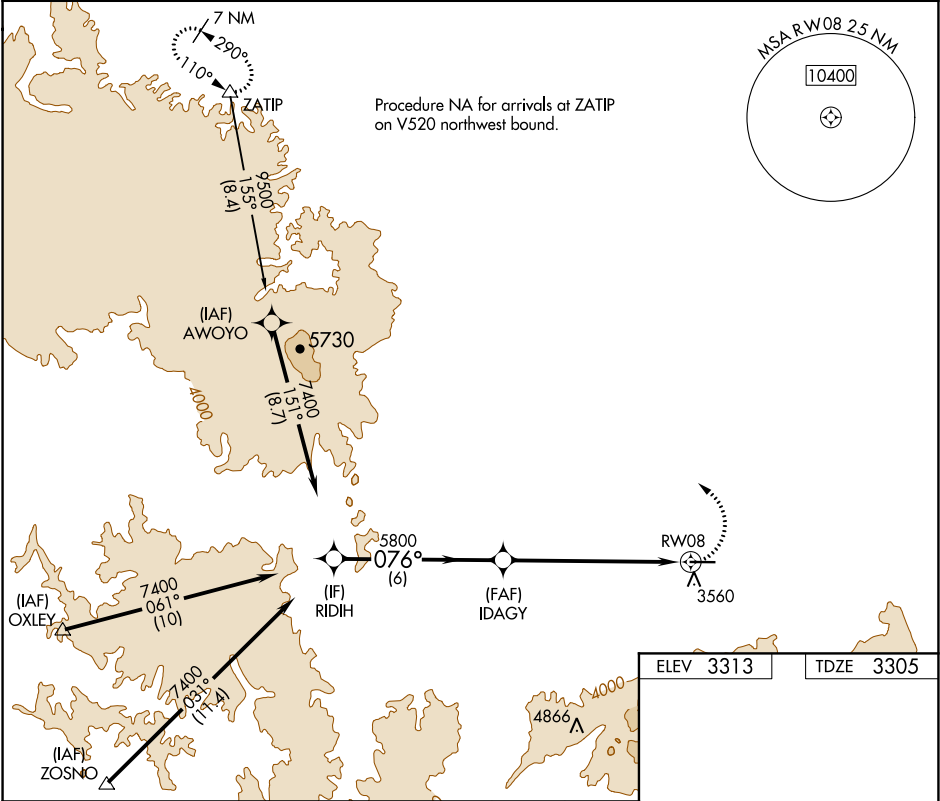 7 NM
290°
110°
ZATIP
Procedure NA for arrivals at ZATIP
on V520 northwest bound.
MSA RW08 25 NM
10400
9500
155°
(8.4)
(IAF)
AWOYO
5730
7400
151°
(8.7)
4000
5800
076°
(6)
RW08
3560
(IF)
RIDIH
(FAF)
IDAGY
(IAF)
OXLEY
7400
061°
(10)
7400
031°
(11.4)
(IAF)
ZOSNO
4866
4000
ELEV 3313
TDZE 3305